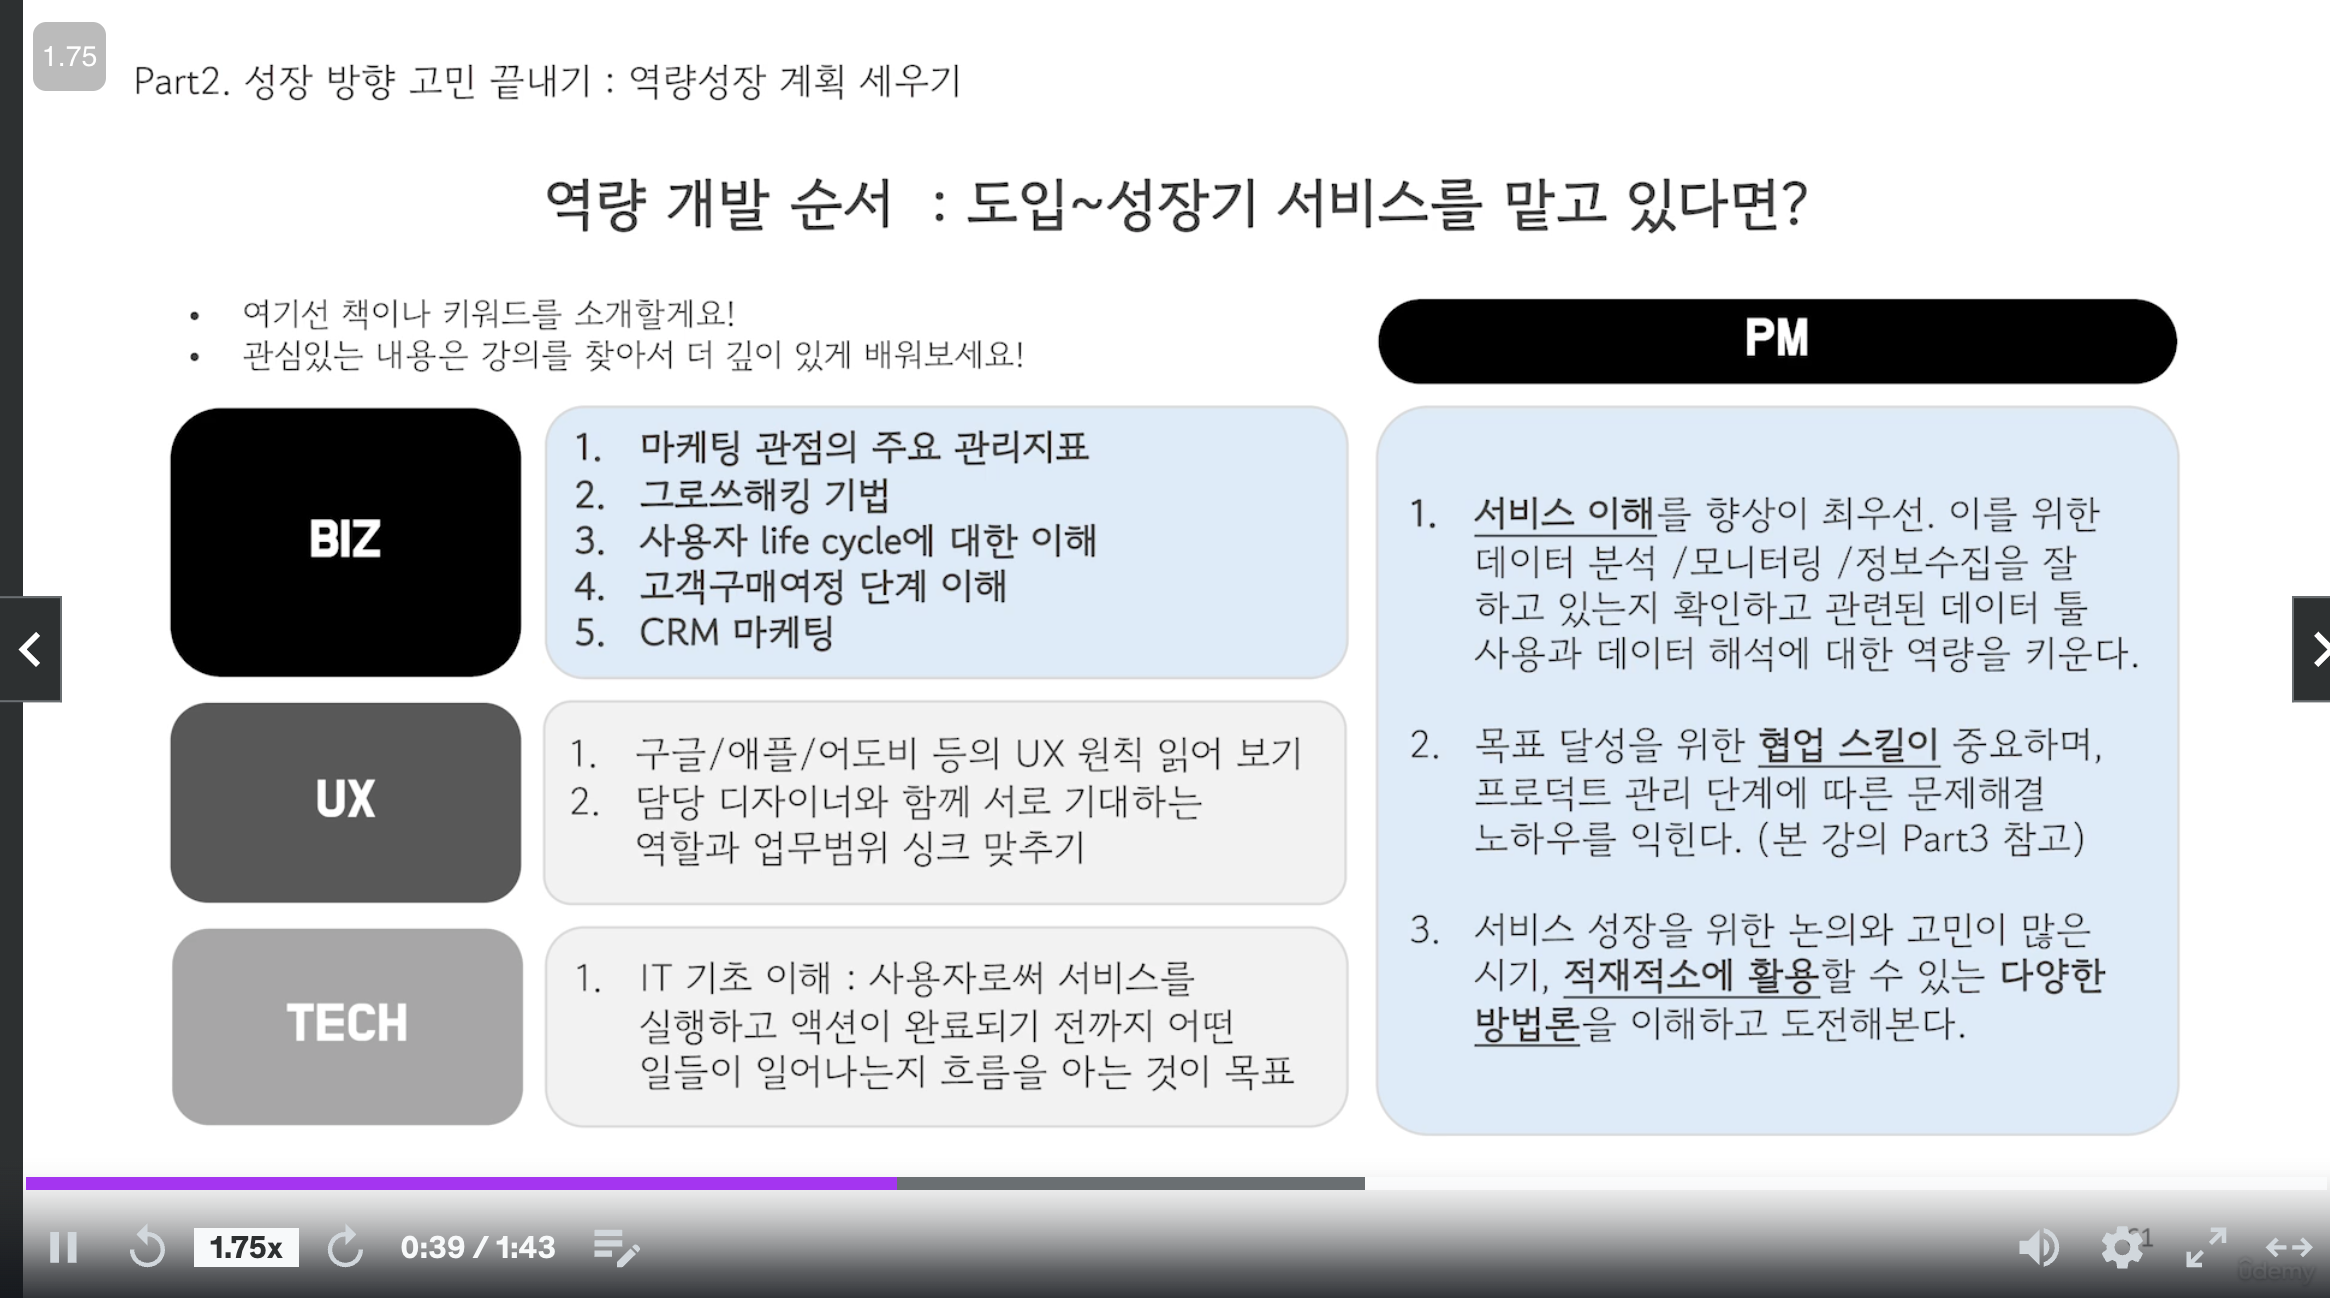 1.75
Part2. 성장 방향 고민 끝내기 : 역량성장 계획 세우기
역량 개발 순서 : 도입~성장기 서비스를 맡고 있다면?
• 여기선 책이나 키워드를 소개할게요!
• 관심있는 내용은 강의를 찾아서 더 깊이 있게 배워보세요!
BIZ
1. 마케팅 관점의 주요 관리지표
2. 그로쓰해킹 기법
3. 사용자 life cycle에 대한 이해
4. 고객구매여정 단계 이해
5. CRM 마케팅
UX
1. 구글/애플/어도비 등의 UX 원칙 읽어 보기
2. 담당 디자이너와 함께 서로 기대하는
역할과 업무범위 싱크 맞추기
TECH
1. IT 기초 이해 : 사용자로써 서비스를
실행하고 액션이 완료되기 전까지 어떤
일들이 일어나는지 흐름을 아는 것이 목표
PM
1. 서비스 이해를 향상이 최우선. 이를 위한
데이터 분석 /모니터링 /정보수집을 잘
하고 있는지 확인하고 관련된 데이터 툴
사용과 데이터 해석에 대한 역량을 키운다.
2. 목표 달성을 위한 협업 스킬이 중요하며,
프로덕트 관리 단계에 따른 문제해결
노하우를 익힌다. (본 강의 Part3 참고)
3. 서비스 성장을 위한 논의와 고민이 많은
시기, 적재적소에 활용할 수 있는 다양한
방법론을 이해하고 도전해본다.
1.75x
0:39 / 1:43
udemy